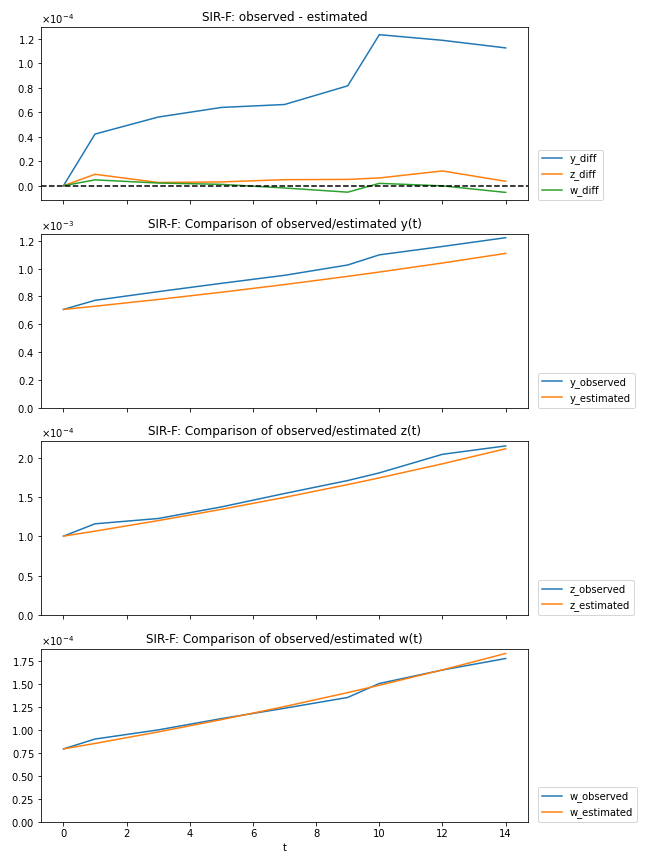 ×10⁻⁴
SIR-F: observed - estimated
1.2
1.0
0.8
0.6
0.4
0.2
0.0
y_diff
z_diff
w_diff
×10⁻³
SIR-F: Comparison of observed/estimated y(t)
1.2
1.0
0.8
0.6
0.4
0.2
0.0
y_observed
y_estimated
×10⁻⁴
SIR-F: Comparison of observed/estimated z(t)
2.0
1.5
1.0
0.5
0.0
z_observed
z_estimated
×10⁻⁴
SIR-F: Comparison of observed/estimated w(t)
1.75
1.50
1.25
1.00
0.75
0.50
0.25
0.00
w_observed
w_estimated
0 2 4 6 8 10 12 14
t